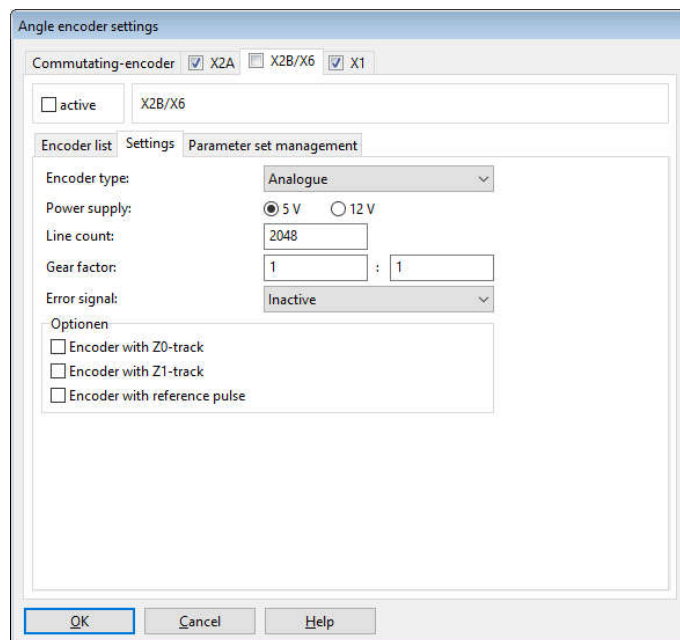 Angle encoder settings
Commutating-encoder X2A X2B/X6 X1
active X2B/X6
Encoder list Settings Parameter set management
Encoder type: Analogue
Power supply: 5 V 12 V
Line count: 2048
Gear factor: 1 : 1
Error signal: Inactive
Optionen
Encoder with Z0-track
Encoder with Z1-track
Encoder with reference pulse
OK Cancel Help